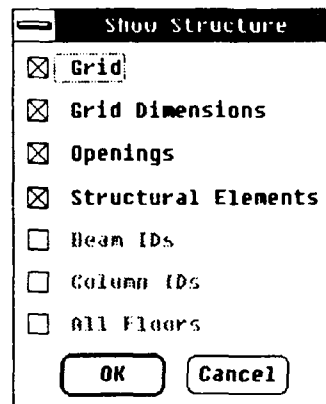 Show Structure
Grid
Grid Dimensions
Openings
Structural Elements
Beam IDs
Column IDs
All Floors
OK Cancel